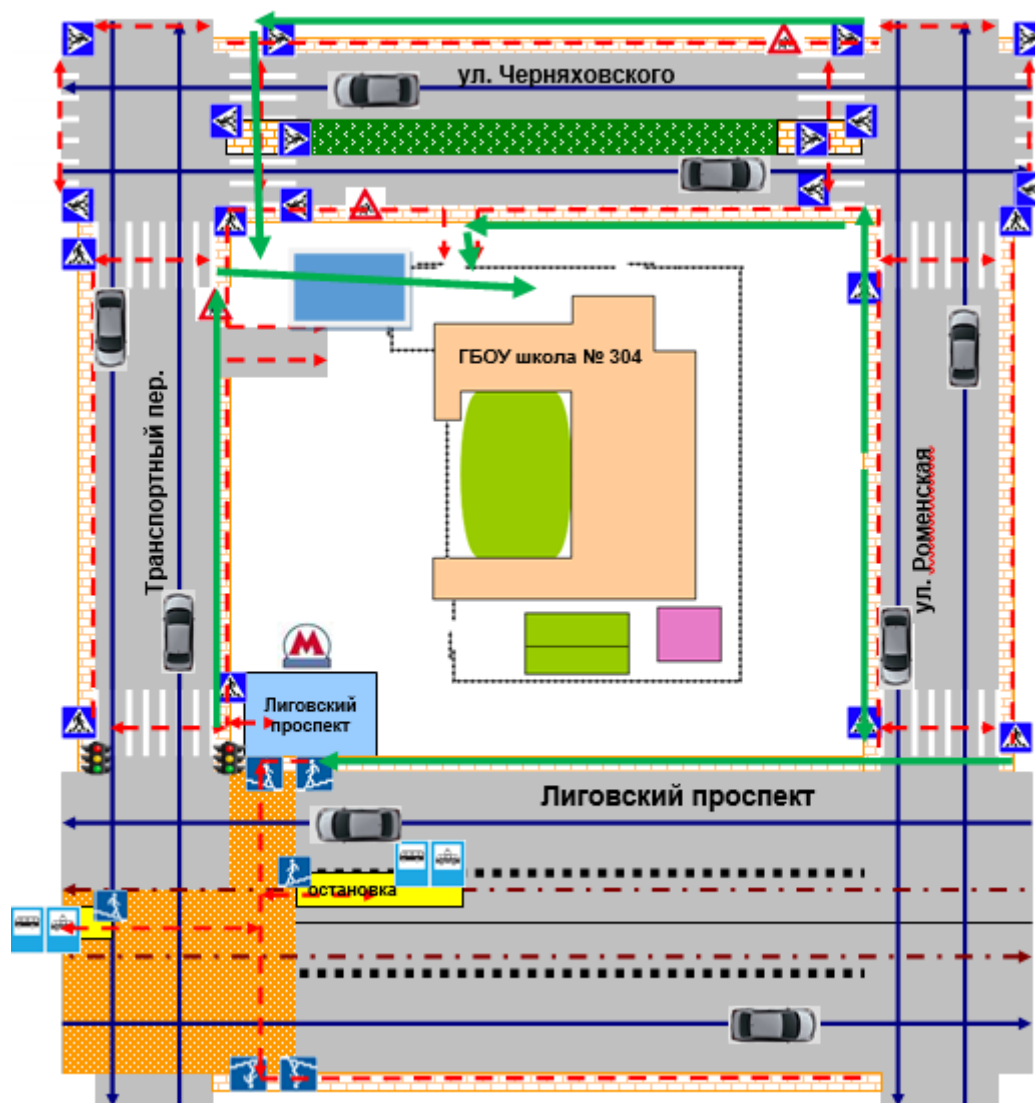 ул. Черняховского
ГБОУ школа № 304
Транспортный пер.
ул. Роменская
М
Лиговский
проспект
Лиговский проспект
остановка